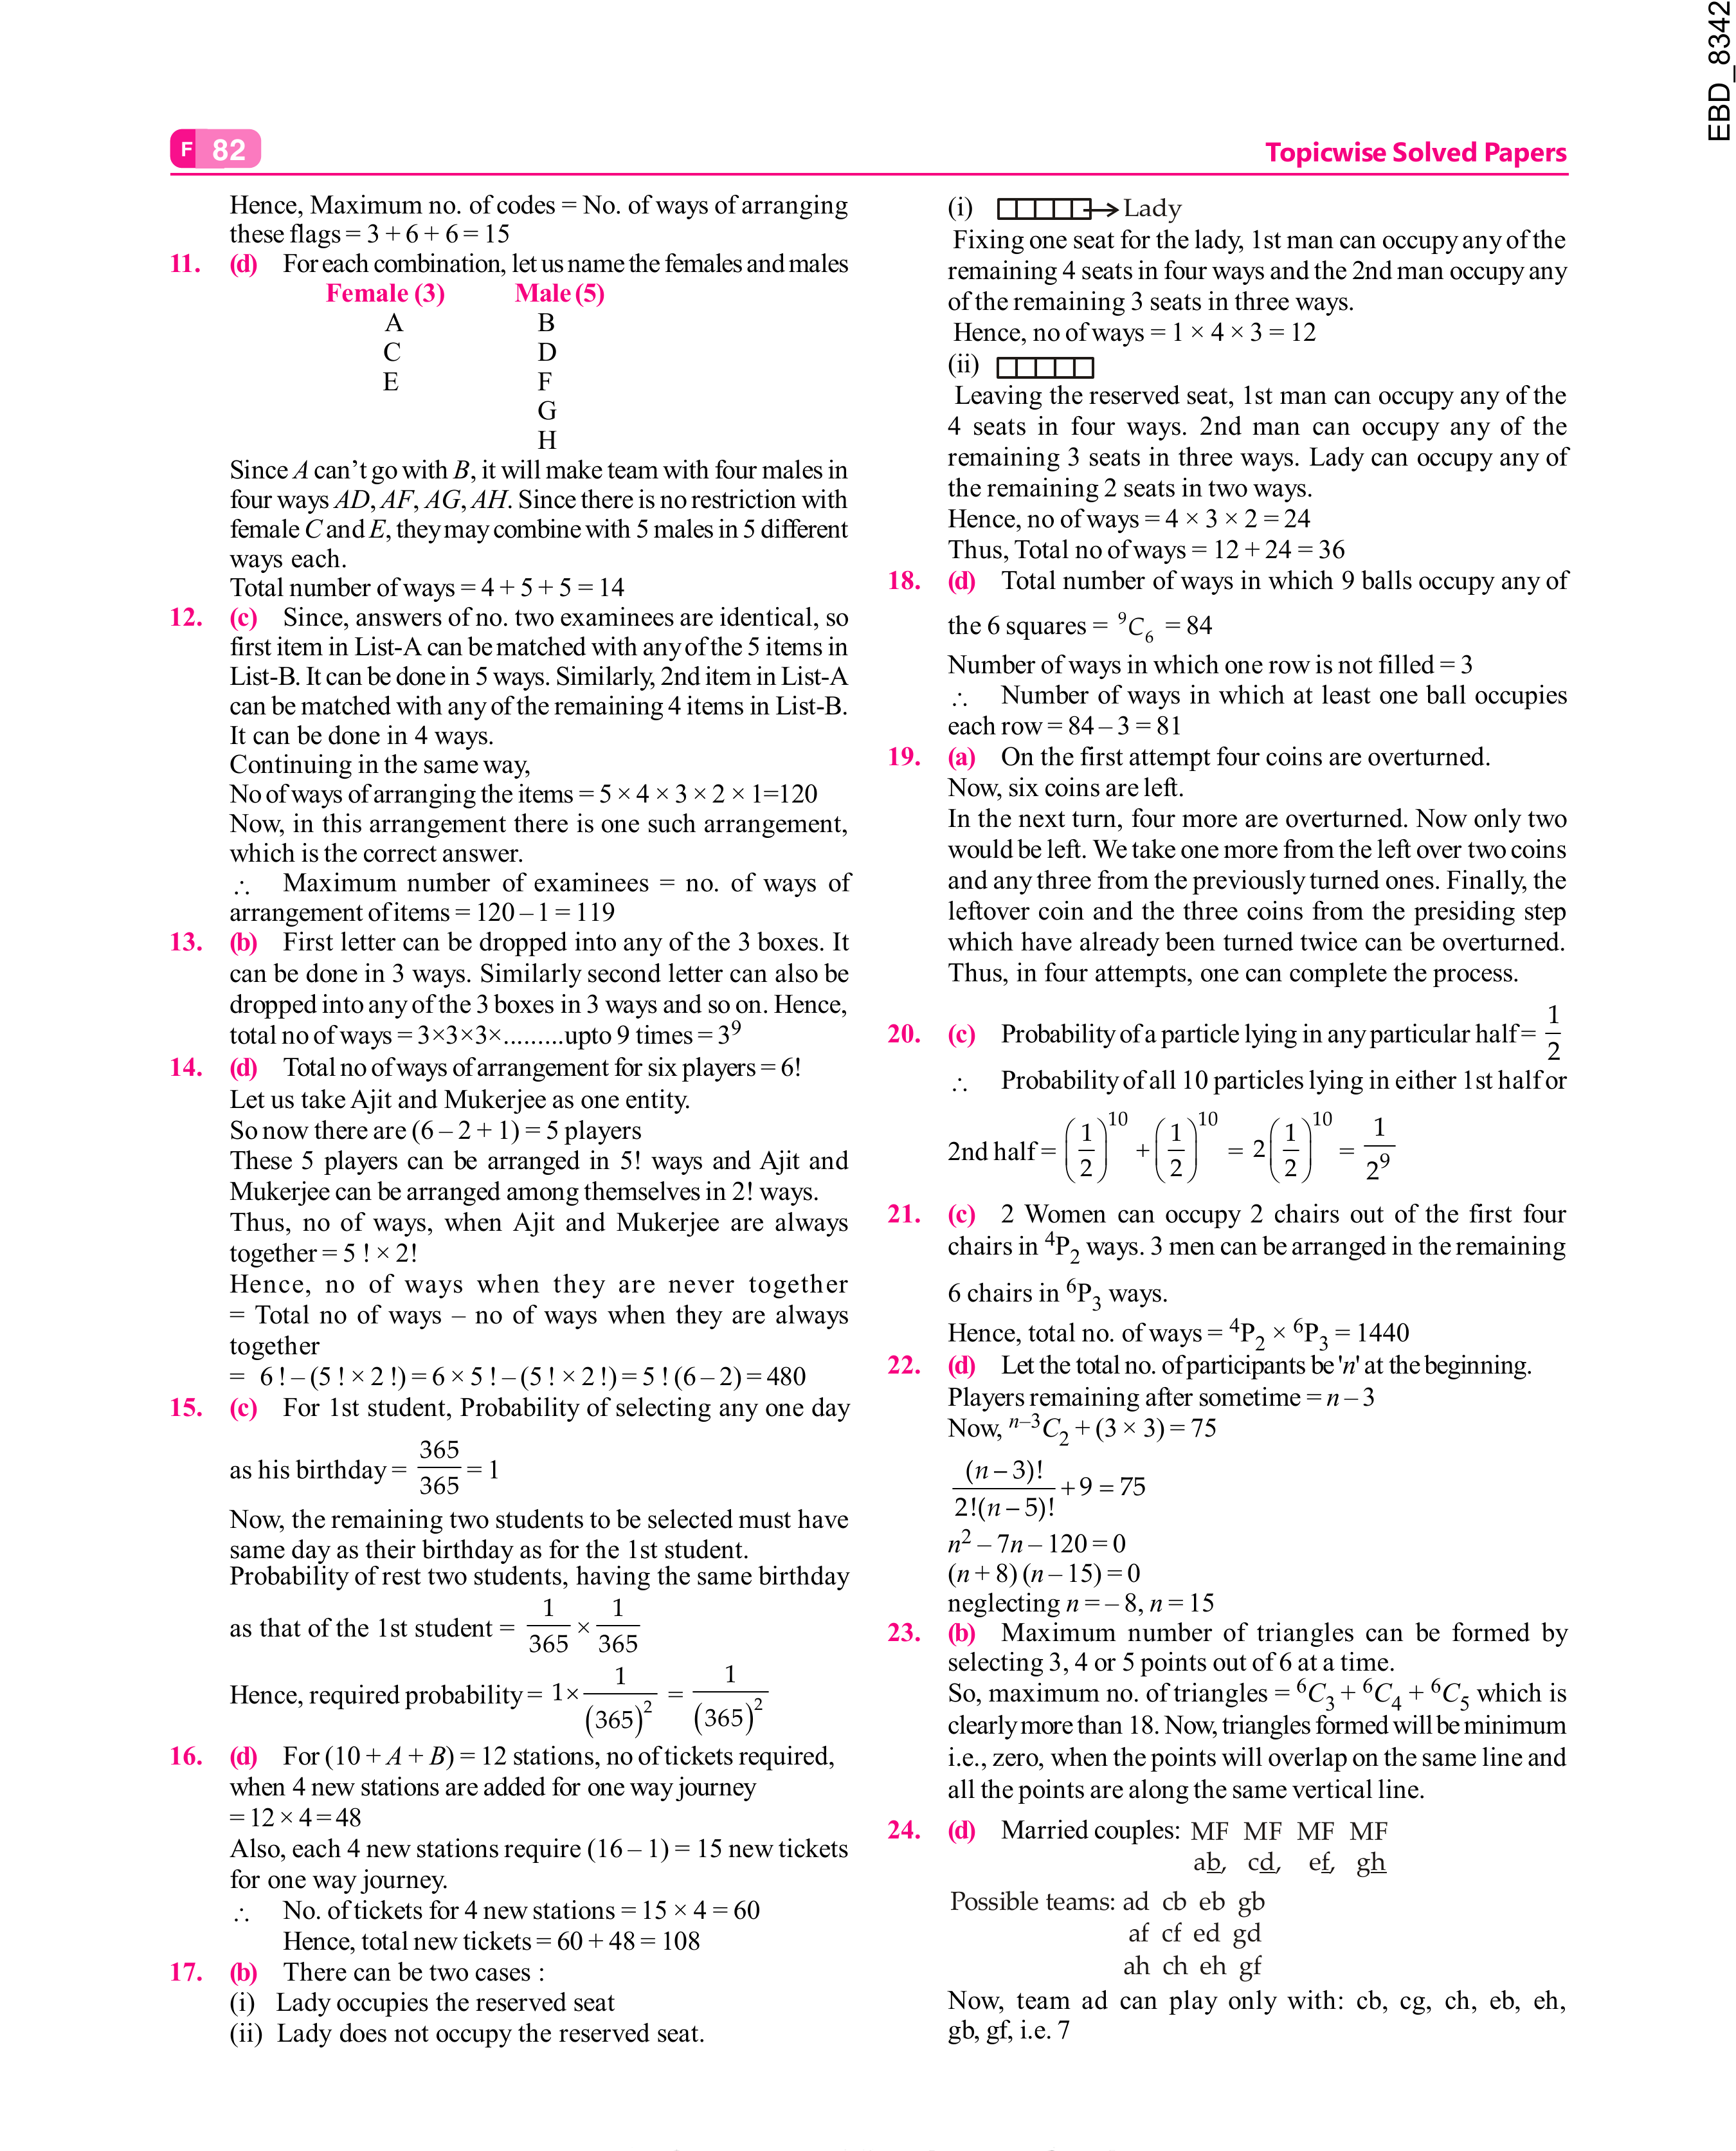 EBD_8342
F 82
Topicwise Solved Papers
Hence, Maximum no. of codes = No. of ways of arranging
these flags = 3 + 6 + 6 = 15
11. (d) For each combination, let us name the females and males
Female (3) Male (5)
A B
C D
E F
G
H
Since A can't go with B, it will make team with four males in
four ways AD, AF, AG, AH. Since there is no restriction with
female C and E, they may combine with 5 males in 5 different
ways each.
Total number of ways = 4 + 5 + 5 = 14
12. (c) Since, answers of no. two examinees are identical, so
first item in List-A can be matched with any of the 5 items in
List-B. It can be done in 5 ways. Similarly, 2nd item in List-A
can be matched with any of the remaining 4 items in List-B.
It can be done in 4 ways.
Continuing in the same way,
No of ways of arranging the items = 5 × 4 × 3 × 2 × 1=120
Now, in this arrangement there is one such arrangement,
which is the correct answer.
∴ Maximum number of examinees = no. of ways of
arrangement of items = 120 – 1 = 119
13. (b) First letter can be dropped into any of the 3 boxes. It
can be done in 3 ways. Similarly second letter can also be
dropped into any of the 3 boxes in 3 ways and so on. Hence,
total no of ways = 3×3×3×.........upto 9 times = 3⁹
14. (d) Total no of ways of arrangement for six players = 6!
Let us take Ajit and Mukerjee as one entity.
So now there are (6 – 2 + 1) = 5 players
These 5 players can be arranged in 5! ways and Ajit and
Mukerjee can be arranged among themselves in 2! ways.
Thus, no of ways, when Ajit and Mukerjee are always
together = 5 ! × 2!
Hence, no of ways when they are never together
= Total no of ways – no of ways when they are always
together
= 6 ! – (5 ! × 2 !) = 6 × 5 ! – (5 ! × 2 !) = 5 ! (6 – 2) = 480
15. (c) For 1st student, Probability of selecting any one day
as his birthday = 365/365 = 1
Now, the remaining two students to be selected must have
same day as their birthday as for the 1st student.
Probability of rest two students, having the same birthday
as that of the 1st student = 1/365 × 1/365
Hence, required probability = 1× 1/(365)² = 1/(365)²
16. (d) For (10 + A + B) = 12 stations, no of tickets required,
when 4 new stations are added for one way journey
= 12 × 4 = 48
Also, each 4 new stations require (16 – 1) = 15 new tickets
for one way journey.
∴ No. of tickets for 4 new stations = 15 × 4 = 60
Hence, total new tickets = 60 + 48 = 108
17. (b) There can be two cases :
(i) Lady occupies the reserved seat
(ii) Lady does not occupy the reserved seat.
(i) Lady
Fixing one seat for the lady, 1st man can occupy any of the
remaining 4 seats in four ways and the 2nd man occupy any
of the remaining 3 seats in three ways.
Hence, no of ways = 1 × 4 × 3 = 12
(ii)
Leaving the reserved seat, 1st man can occupy any of the
4 seats in four ways. 2nd man can occupy any of the
remaining 3 seats in three ways. Lady can occupy any of
the remaining 2 seats in two ways.
Hence, no of ways = 4 × 3 × 2 = 24
Thus, Total no of ways = 12 + 24 = 36
18. (d) Total number of ways in which 9 balls occupy any of
the 6 squares = ⁹C₆ = 84
Number of ways in which one row is not filled = 3
∴ Number of ways in which at least one ball occupies
each row = 84 – 3 = 81
19. (a) On the first attempt four coins are overturned.
Now, six coins are left.
In the next turn, four more are overturned. Now only two
would be left. We take one more from the left over two coins
and any three from the previously turned ones. Finally, the
leftover coin and the three coins from the presiding step
which have already been turned twice can be overturned.
Thus, in four attempts, one can complete the process.
20. (c) Probability of a particle lying in any particular half = 1/2
∴ Probability of all 10 particles lying in either 1st half or
2nd half = (1/2)¹⁰ + (1/2)¹⁰ = 2(1/2)¹⁰ = 1/2⁹
21. (c) 2 Women can occupy 2 chairs out of the first four
chairs in ⁴P₂ ways. 3 men can be arranged in the remaining
6 chairs in ⁶P₃ ways.
Hence, total no. of ways = ⁴P₂ × ⁶P₃ = 1440
22. (d) Let the total no. of participants be 'n' at the beginning.
Players remaining after sometime = n – 3
Now, ⁿ⁻³C₂ + (3 × 3) = 75
(n – 3)!/2!(n – 5)! + 9 = 75
n² – 7n – 120 = 0
(n + 8) (n – 15) = 0
neglecting n = – 8, n = 15
23. (b) Maximum number of triangles can be formed by
selecting 3, 4 or 5 points out of 6 at a time.
So, maximum no. of triangles = ⁶C₃ + ⁶C₄ + ⁶C₅ which is
clearly more than 18. Now, triangles formed will be minimum
i.e., zero, when the points will overlap on the same line and
all the points are along the same vertical line.
24. (d) Married couples: MF MF MF MF
ab, cd, ef, gh
Possible teams: ad cb eb gb
af cf ed gd
ah ch eh gf
Now, team ad can play only with: cb, cg, ch, eb, eh,
gb, gf, i.e. 7